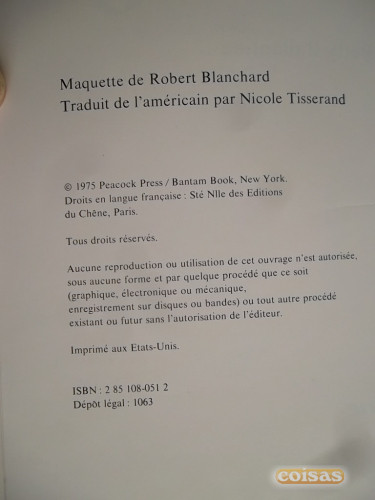 Maquette de Robert Blanchard
Traduit de l'américain par Nicole Tisserand
© 1975 Peacock Press / Bantam Book, New York.
Droits en langue française : Sté Nlle des Editions
du Chêne, Paris.
Tous droits réservés.
Aucune reproduction ou utilisation de cet ouvrage n'est autorisée,
sous aucune forme et par quelque procédé que ce soit
(graphique, électronique ou mécanique,
enregistrement sur disques ou bandes) ou tout autre procédé
existant ou futur sans l'autorisation de l'éditeur.
Imprimé aux Etats-Unis.
ISBN : 2 85 108-051 2
Dépôt légal : 1063
coisas